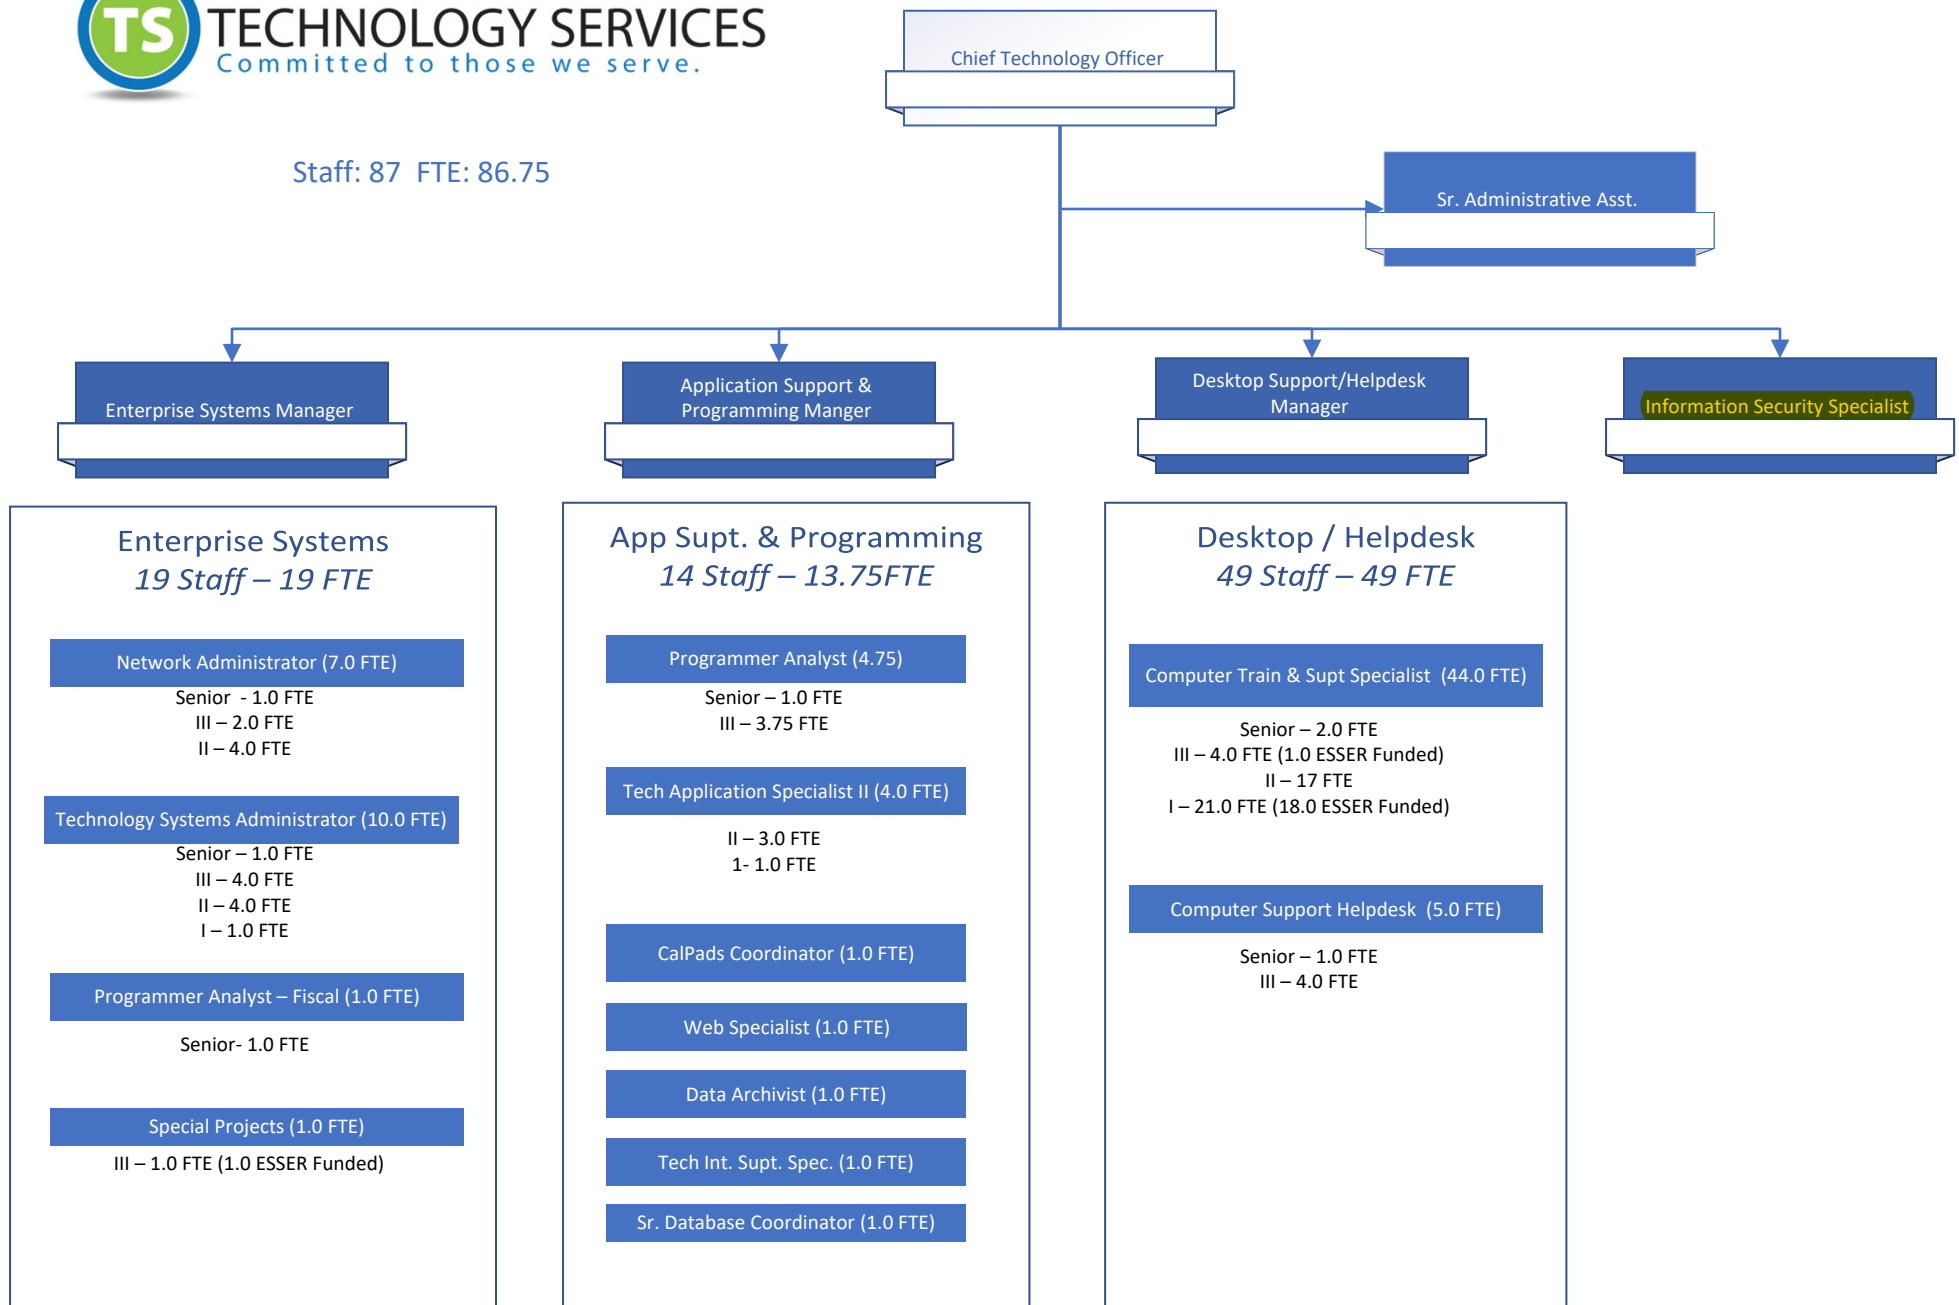 TS
TECHNOLOGY SERVICES
Committed to those we serve.
Staff: 87  FTE: 86.75
Chief Technology Officer
Sr. Administrative Asst.
Enterprise Systems Manager
Application Support &
Programming Manger
Desktop Support/Helpdesk
Manager
Information Security Specialist
Enterprise Systems
19 Staff – 19 FTE
Network Administrator (7.0 FTE)
Senior  - 1.0 FTE
III – 2.0 FTE
II – 4.0 FTE
Technology Systems Administrator (10.0 FTE)
Senior – 1.0 FTE
III – 4.0 FTE
II – 4.0 FTE
I – 1.0 FTE
Programmer Analyst – Fiscal (1.0 FTE)
Senior- 1.0 FTE
Special Projects (1.0 FTE)
III – 1.0 FTE (1.0 ESSER Funded)
App Supt. & Programming
14 Staff – 13.75FTE
Programmer Analyst (4.75)
Senior – 1.0 FTE
III – 3.75 FTE
Tech Application Specialist II (4.0 FTE)
II – 3.0 FTE
1- 1.0 FTE
CalPads Coordinator (1.0 FTE)
Web Specialist (1.0 FTE)
Data Archivist (1.0 FTE)
Tech Int. Supt. Spec. (1.0 FTE)
Sr. Database Coordinator (1.0 FTE)
Desktop / Helpdesk
49 Staff – 49 FTE
Computer Train & Supt Specialist  (44.0 FTE)
Senior – 2.0 FTE
III – 4.0 FTE (1.0 ESSER Funded)
II – 17 FTE
I – 21.0 FTE (18.0 ESSER Funded)
Computer Support Helpdesk  (5.0 FTE)
Senior – 1.0 FTE
III – 4.0 FTE